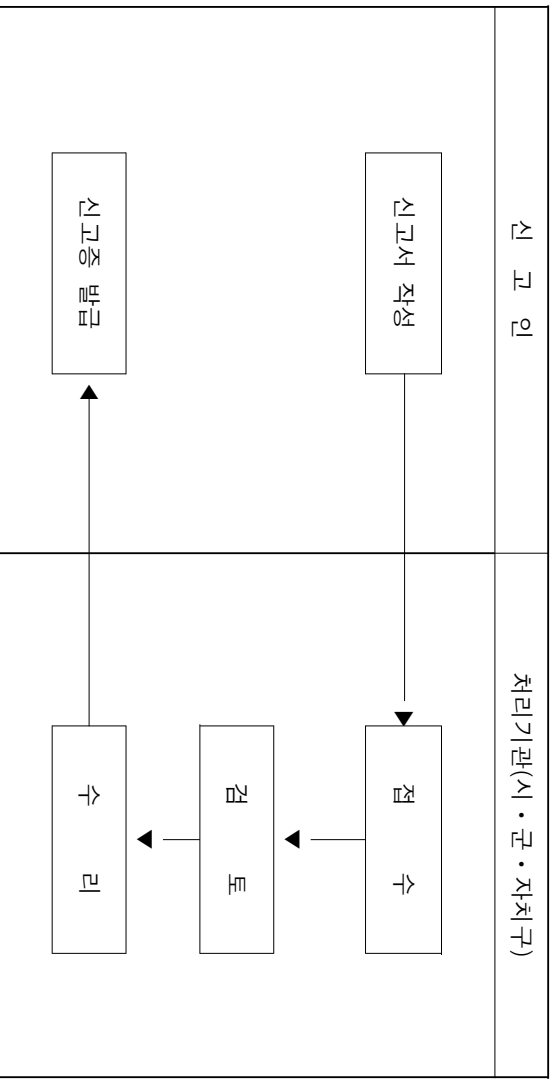 신 고 인
처리기관(시・군・자치구)
신고서 작성
접 수
검 토
신고증 발급
수 리